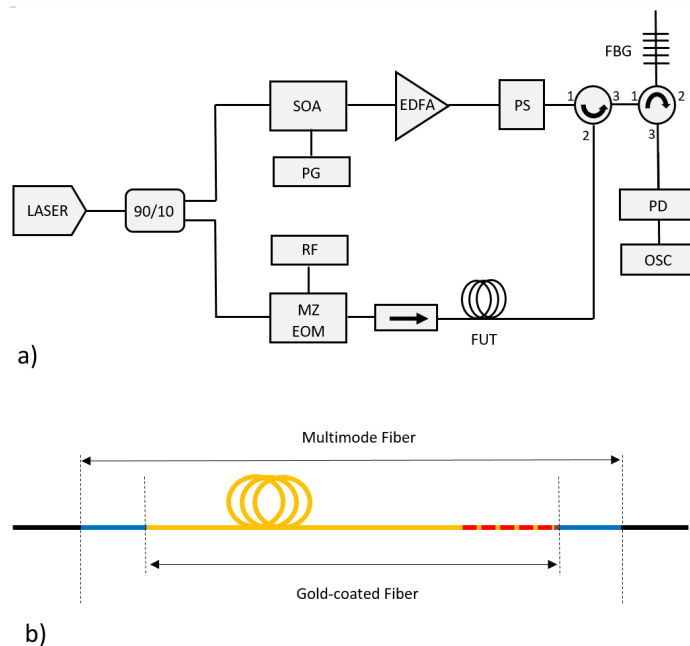 FBG
SOA
EDFA
PS
1
3
1
2
2
3
PG
LASER
90/10
PD
RF
OSC
MZ
EOM
FUT
a)
Multimode Fiber
Gold-coated Fiber
b)